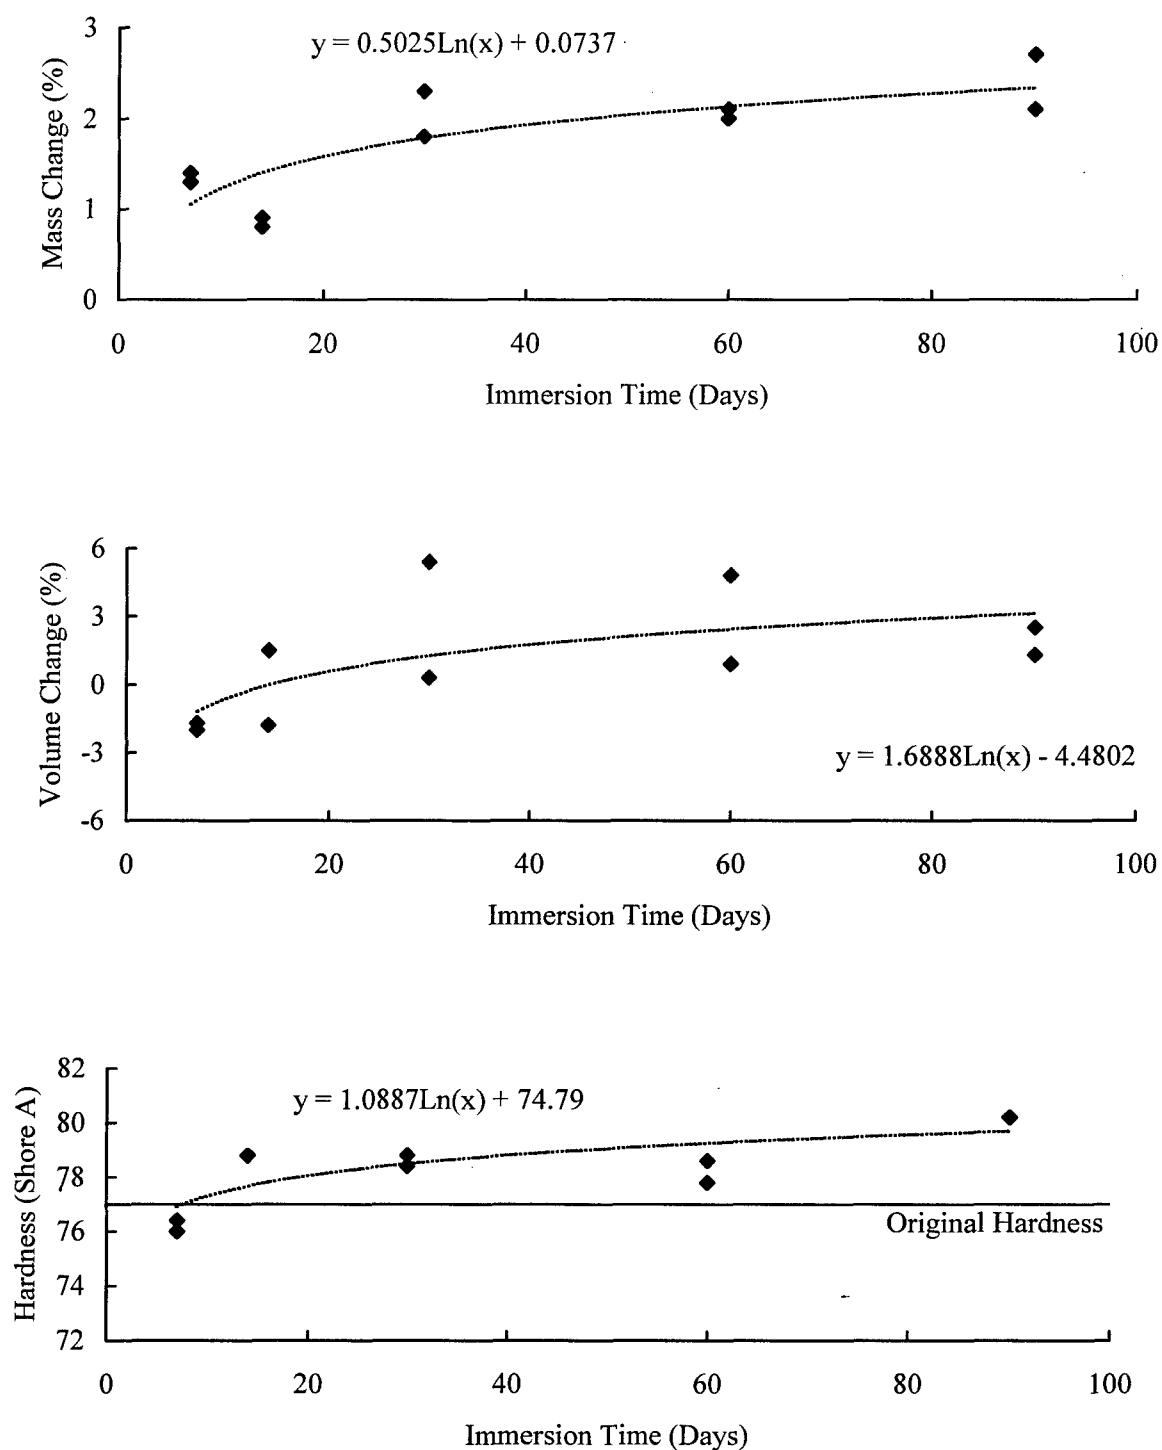 3
y = 0.5025Ln(x) + 0.0737
2
1
0
Mass Change (%)
0 20 40 60 80 100
Immersion Time (Days)
6
3
0
-3
y = 1.6888Ln(x) - 4.4802
-6
Volume Change (%)
0 20 40 60 80 100
Immersion Time (Days)
82
y = 1.0887Ln(x) + 74.79
80
78
76
Original Hardness
74
72
Hardness (Shore A)
0 20 40 60 80 100
Immersion Time (Days)